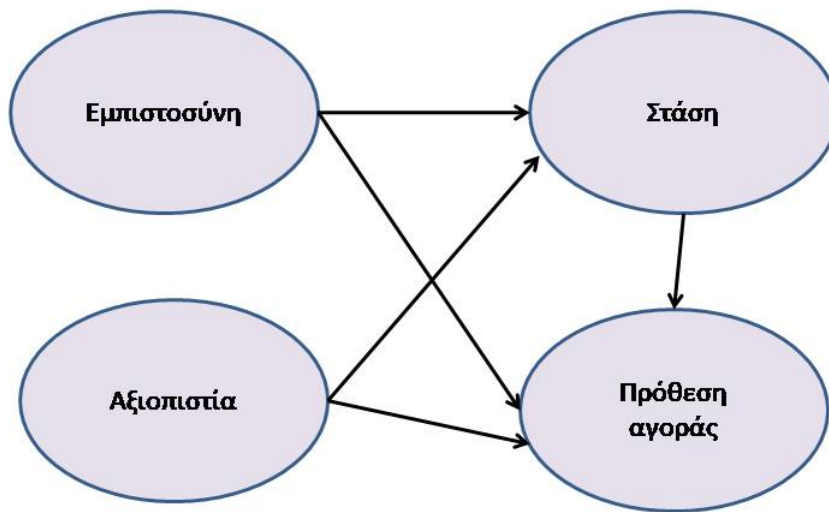 Εμπιστοσύνη
Στάση
Αξιοπιστία
Πρόθεση
αγοράς